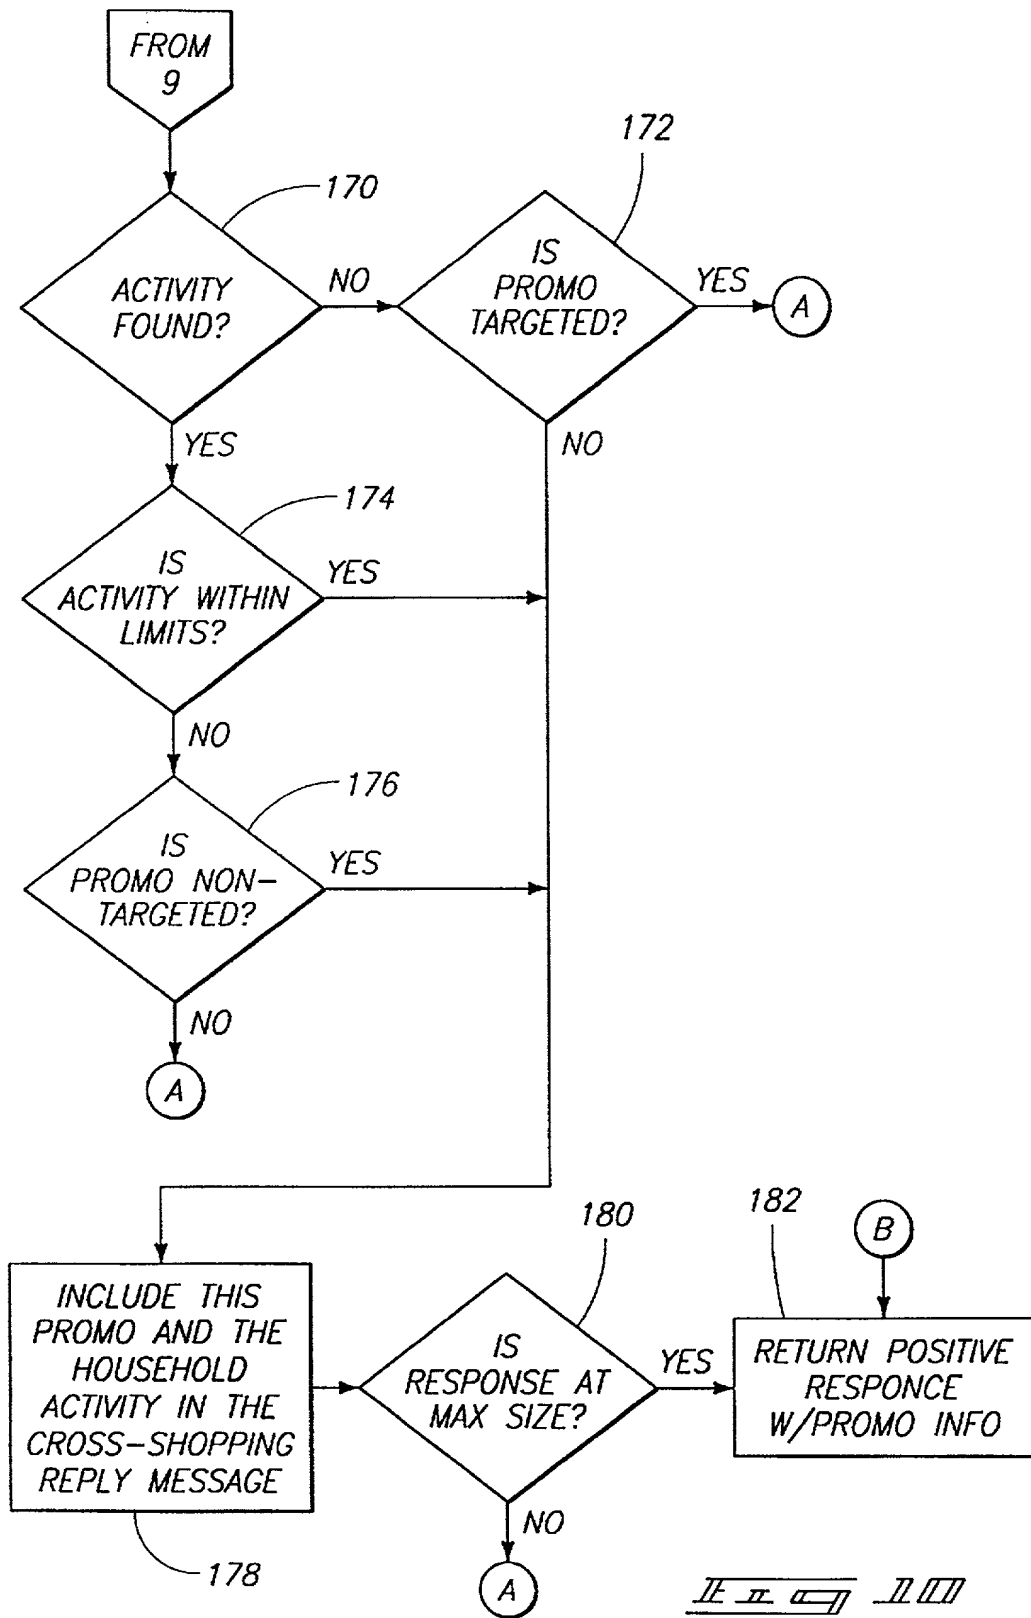 FROM
9
170
172
ACTIVITY
FOUND?
NO
IS
PROMO
TARGETED?
YES
A
YES
NO
174
IS
ACTIVITY WITHIN
LIMITS?
YES
NO
176
IS
PROMO NON-
TARGETED?
YES
NO
A
INCLUDE THIS
PROMO AND THE
HOUSEHOLD
ACTIVITY IN THE
CROSS-SHOPPING
REPLY MESSAGE
178
180
IS
RESPONSE AT
MAX SIZE?
YES
NO
A
182
B
RETURN POSITIVE
RESPONCE
W/PROMO INFO
Fig 10